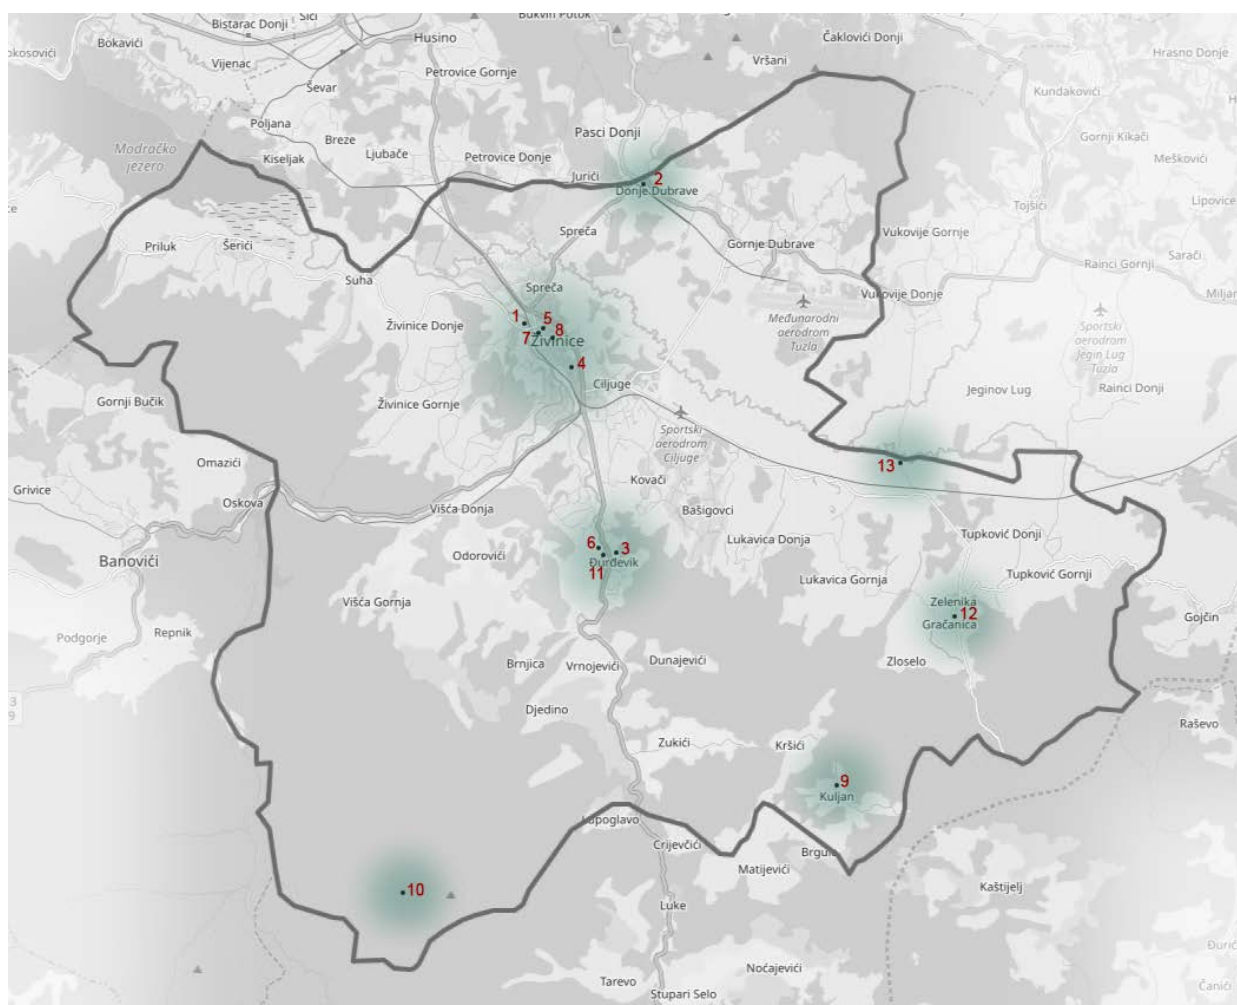 Bistarac Donji
Šići
Bukvin Potok
Husino
Čaklovići Donji
Bokavići
Vijenac
Vršani
Hrasno Donje
Petrovice Gornje
Ševar
Kundakovići
Poljana
Breze
Pasci Donji
Gornji Kikači
Modračko
jezero
Kiseljak
Ljubače
Petrovice Donje
Meškovići
Jurići
2
Donje Dubrave
Lipovice
Tojšići
Priluk
Šerići
Spreča
Gornje Dubrave
Vukovije Gornje
Sarači
Rainci Gornji
Suha
Spreča
Vukovije Donje
Međunarodni
aerodrom
Tuzla
Sportski
aerodrom
Jegin Lug
Tuzla
1
5
7
8
Živinice Donje
Živinice
4
Ciljuge
Jeginov Lug
Rainci Donji
Gornji Bučik
Živinice Gornje
Sportski
aerodrom
Ciljuge
Omazići
13
Grivice
Oskova
Kovači
Višća Donja
Bašigovci
Banovići
Odorovići
6
3
11
Đurđevik
Lukavica Donja
Tupković Donji
Lukavica Gornja
Tupković Gornji
Višća Gornja
Zelenika
12
Gračanica
Gojčin
Podgorje
Repnik
Brnjica
Vrnojevići
Dunajevići
Zloselo
3
9
Djedino
Raševo
Zukići
Kršići
9
Kuljan
Lupoglavo
Crijevčići
Brgule
Matijevići
10
Kaštijelj
Luke
Noćajevići
Tarevo
Stupari Selo
Čanići